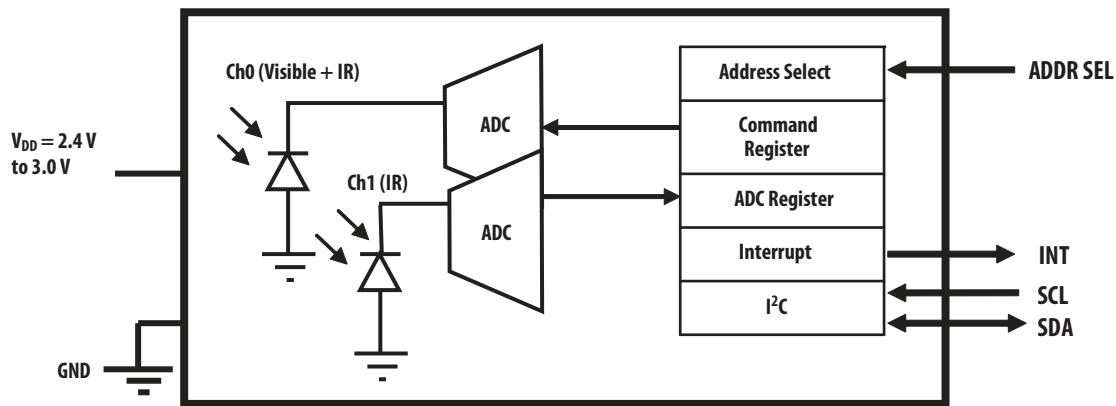 Ch0 (Visible + IR)
ADC
Address Select
ADDR SEL
V_DD = 2.4 V
to 3.0 V
Command
Register
Ch1 (IR)
ADC
ADC Register
Interrupt
INT
I²C
SCL
SDA
GND